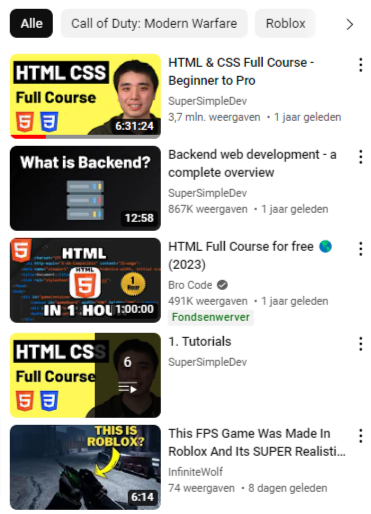 Alle
Call of Duty: Modern Warfare
Roblox
HTML CSS
Full Course
6:31:24
HTML & CSS Full Course -
Beginner to Pro
SuperSimpleDev
3,7 mln. weergaven • 1 jaar geleden
What is Backend?
12:58
Backend web development - a
complete overview
SuperSimpleDev
867K weergaven • 1 jaar geleden
HTML
HTML
1 Hour
IN 1 HOU
1:00:00
HTML Full Course for free
(2023)
Bro Code
491K weergaven • 1 jaar geleden
Fondsenwerver
HTML CSS
Full Course
6
1. Tutorials
SuperSimpleDev
THIS IS
ROBLOX?
6:14
This FPS Game Was Made In
Roblox And Its SUPER Realisti...
InfiniteWolf
74 weergaven • 8 dagen geleden